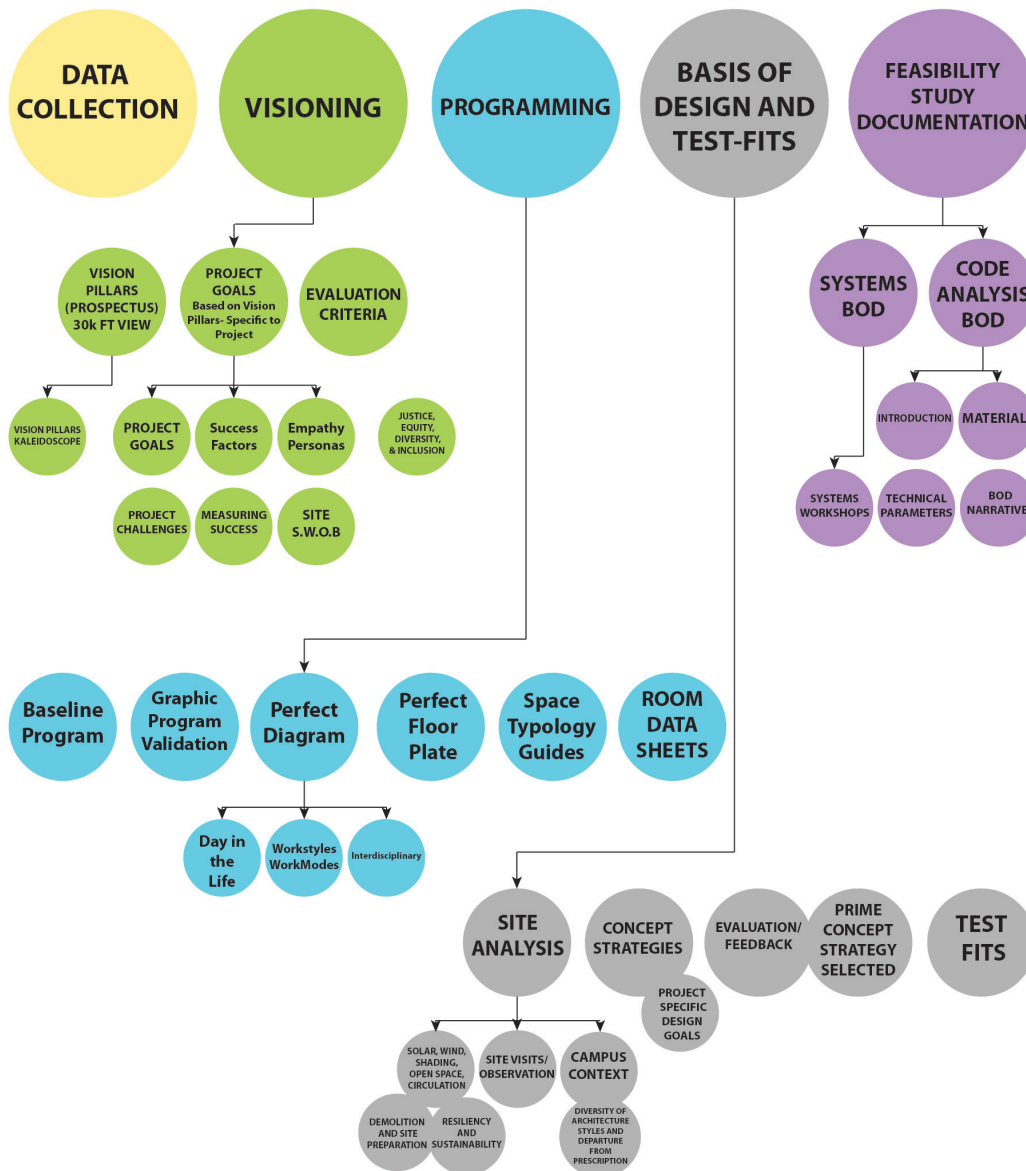 DATA
COLLECTION
VISIONING
PROGRAMMING
BASIS OF
DESIGN AND
TEST-FITS
FEASIBILITY
STUDY
DOCUMENTATION
VISION
PILLARS
(PROSPECTUS)
30k FT VIEW
PROJECT
GOALS
Based on Vision
Pillars- Specific to
Project
EVALUATION
CRITERIA
SYSTEMS
BOD
CODE
ANALYSIS
BOD
VISION PILLARS
KALEIDOSCOPE
PROJECT
GOALS
Success
Factors
Empathy
Personas
JUSTICE,
EQUITY,
DIVERSITY,
& INCLUSION
INTRODUCTION
MATERIAL
PROJECT
CHALLENGES
MEASURING
SUCCESS
SITE
S.W.O.B
SYSTEMS
WORKSHOPS
TECHNICAL
PARAMETERS
BOD
NARRATIVE
Baseline
Program
Graphic
Program
Validation
Perfect
Diagram
Perfect
Floor
Plate
Space
Typology
Guides
ROOM
DATA
SHEETS
Day in
the
Life
Workstyles
WorkModes
Interdisciplinary
SITE
ANALYSIS
CONCEPT
STRATEGIES
EVALUATION/
FEEDBACK
PRIME
CONCEPT
STRATEGY
SELECTED
TEST
FITS
PROJECT
SPECIFIC
DESIGN
GOALS
SOLAR, WIND,
SHADING,
OPEN SPACE,
CIRCULATION
SITE VISITS/
OBSERVATION
CAMPUS
CONTEXT
DEMOLITION
AND SITE
PREPARATION
RESILIENCY
AND
SUSTAINABILITY
DIVERSITY OF
ARCHITECTURE
STYLES AND
DEPARTURE
FROM
PRESCRIPTION